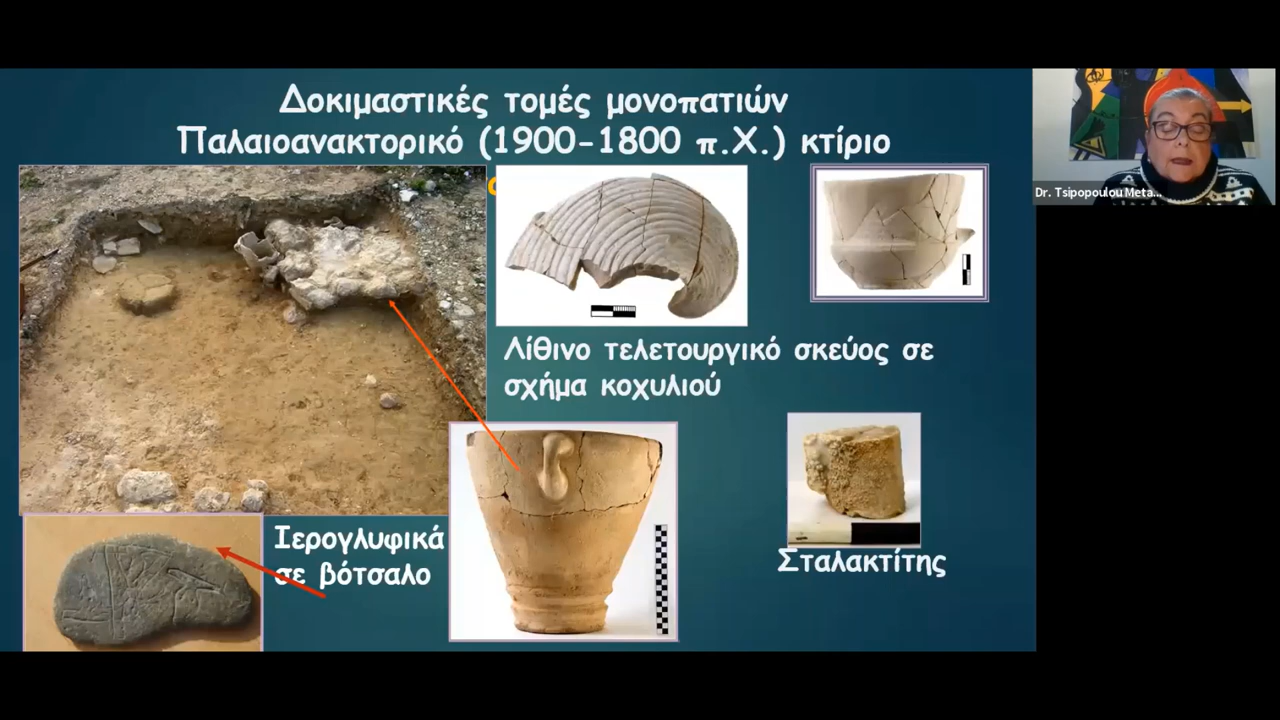 Δοκιμαστικές τομές μονοπατιών
Παλαιοανακτορικό (1900-1800 π.Χ.) κτίριο
Λίθινο τελετουργικό σκεύος σε
σχήμα κοχυλιού
Ιερογλυφικά
σε βότσαλο
Σταλακτίτης
Dr. Tsipopoulou Meta...